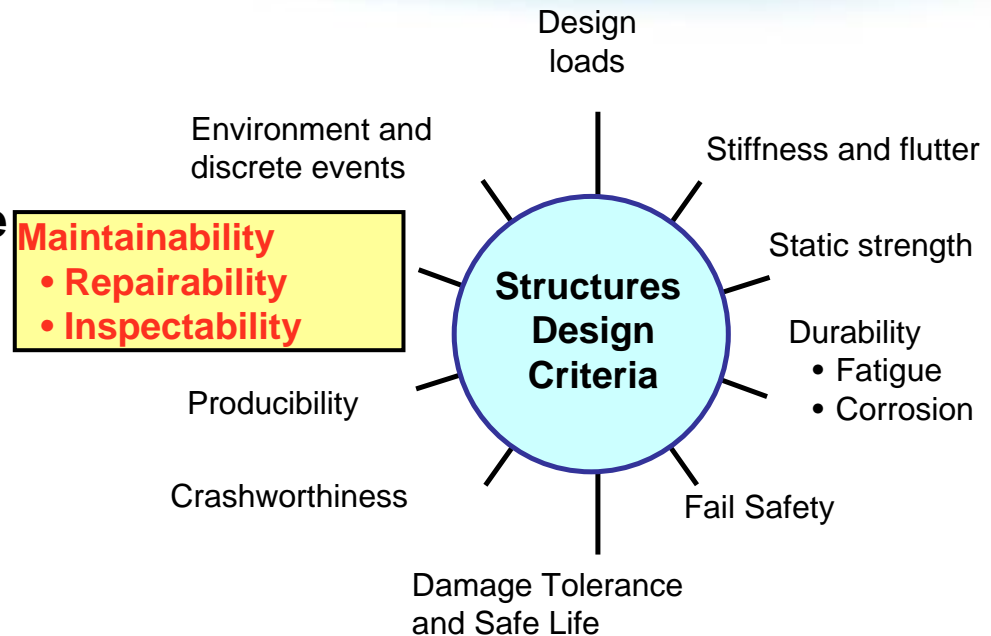 Design
loads
Environment and
discrete events
Stiffness and flutter
e
Maintainability
• Repairability
• Inspectability
Static strength
Structures
Design
Criteria
Durability
• Fatigue
• Corrosion
Producibility
Crashworthiness
Fail Safety
Damage Tolerance
and Safe Life